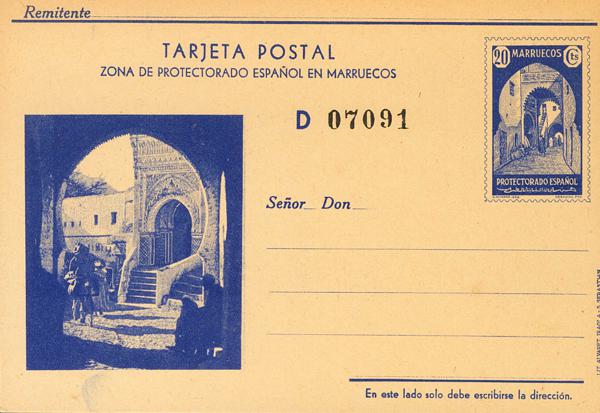 Remitente
TARJETA POSTAL
ZONA DE PROTECTORADO ESPAÑOL EN MARRUECOS
D 07091
20 MARRUECOS Cts
PROTECTORADO ESPAÑOL
Señor Don
En este lado solo debe escribirse la dirección.